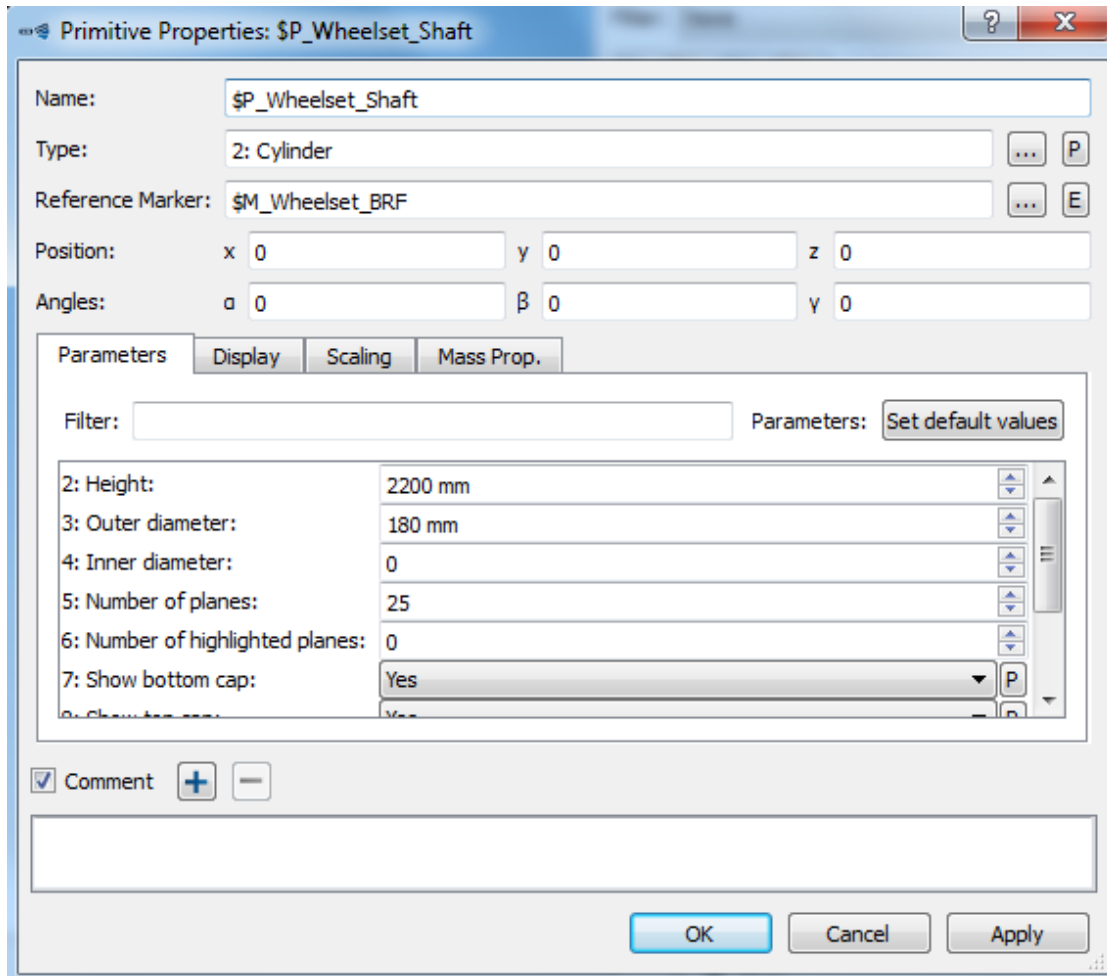 Primitive Properties: $P_Wheelset_Shaft
Name: $P_Wheelset_Shaft
Type: 2: Cylinder ... P
Reference Marker: $M_Wheelset_BRF ... E
Position: x 0 y 0 z 0
Angles: α 0 β 0 γ 0
Parameters Display Scaling Mass Prop.
Filter: Parameters: Set default values
2: Height: 2200 mm
3: Outer diameter: 180 mm
4: Inner diameter: 0
5: Number of planes: 25
6: Number of highlighted planes: 0
7: Show bottom cap: Yes P
Comment
OK Cancel Apply